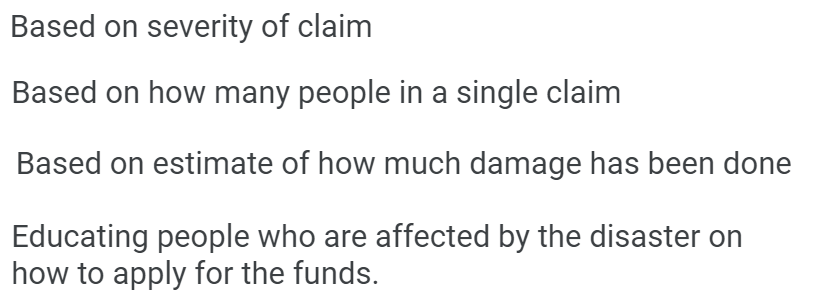 Based on severity of claim
Based on how many people in a single claim
Based on estimate of how much damage has been done
Educating people who are affected by the disaster on
how to apply for the funds.